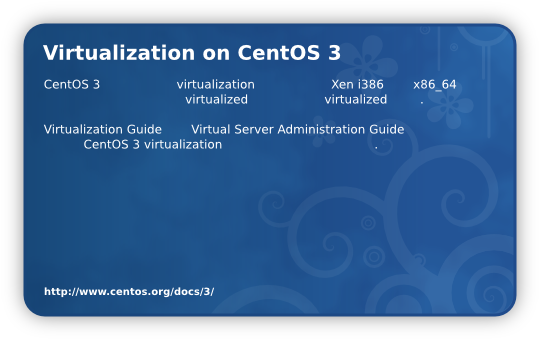 Virtualization on CentOS 3
CentOS 3 virtualization Xen i386 x86_64
virtualized virtualized .
Virtualization Guide Virtual Server Administration Guide
CentOS 3 virtualization .
http://www.centos.org/docs/3/